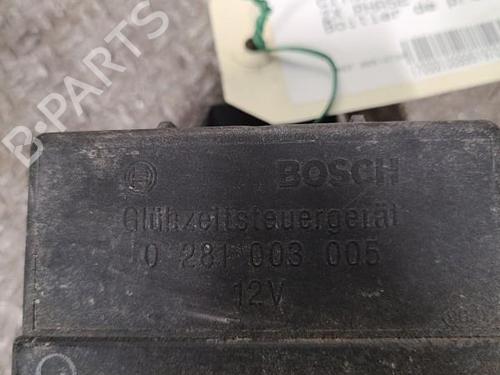 B-PARTS
BOSCH
Glühzeitsteuergerät
0 281 003 005
12V